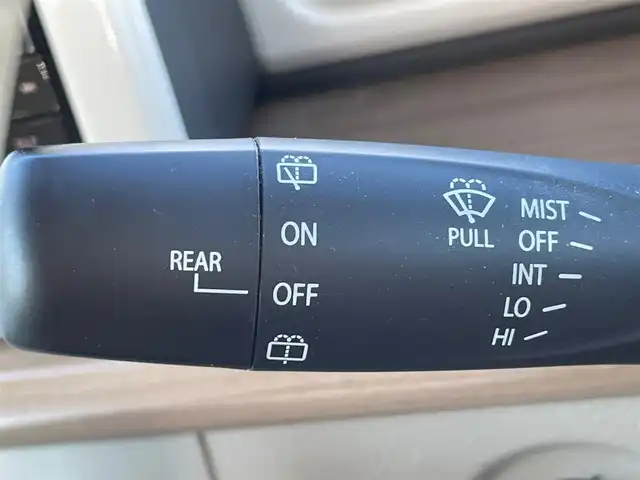 REAR
ON
OFF
PULL
MIST
OFF
INT
LO
HI